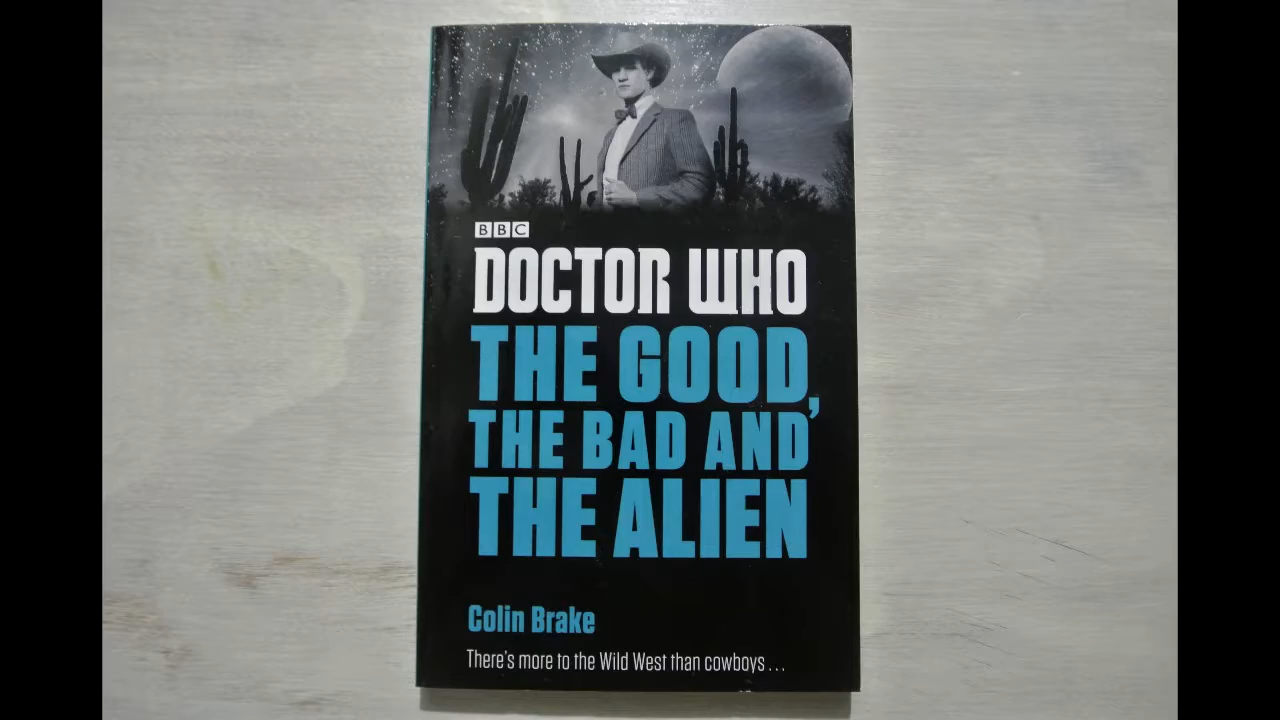 BBC
DOCTOR WHO
THE GOOD,
THE BAD AND
THE ALIEN
Colin Brake
There's more to the Wild West than cowboys...